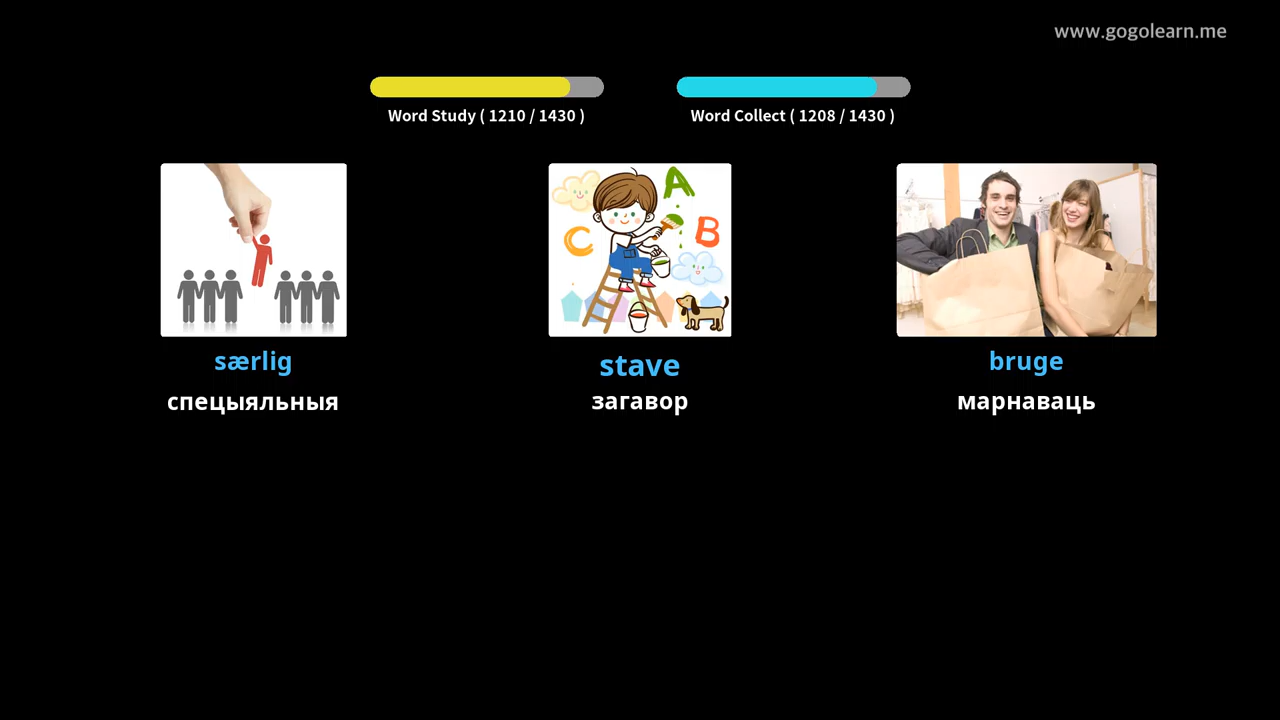 www.gogolearn.me
Word Study ( 1210 / 1430 )
Word Collect ( 1208 / 1430 )
A
B
C
særlig
stave
bruge
спецыяльныя
загавор
марнаваць